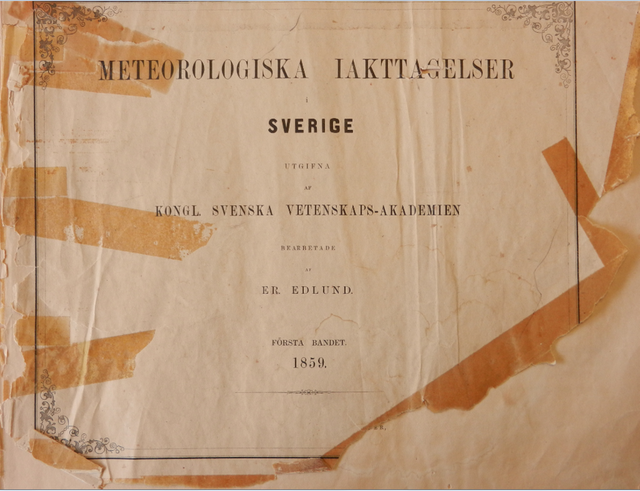 METEOROLOGISKA IAKTTAGELSER
I
SVERIGE
UTGIFNA
AF
KONGL. SVENSKA VETENSKAPS-AKADEMIEN
BEARBETADE
AF
ER. EDLUND.
FÖRSTA BANDET.
1859.